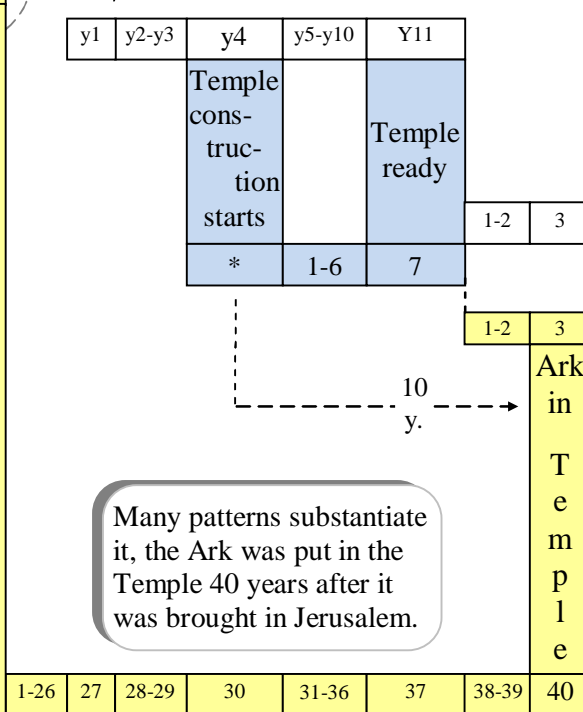 y1 y2-y3 y4 y5-y10 Y11
Temple
cons-
truc-
tion
starts
Temple
ready
1-2 3
* 1-6 7
1-2 3
Ark
in
T
e
m
p
l
e
10
y.
Many patterns substantiate
it, the Ark was put in the
Temple 40 years after it
was brought in Jerusalem.
1-26 27 28-29 30 31-36 37 38-39 40